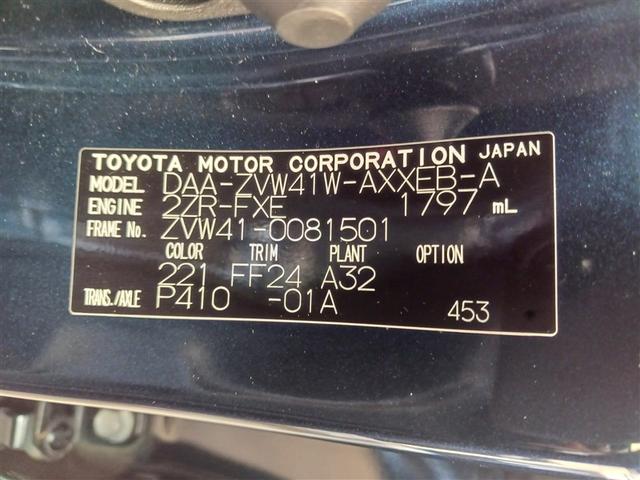 TOYOTA MOTOR CORPORATION JAPAN
MODEL DAA-ZVW41W-AXXEB-A
ENGINE 2ZR-FXE 1797 mL
FRAME No. ZVW41-0081501
COLOR TRIM PLANT OPTION
221 FF24 A32
TRANS./AXLE P410 -01A 453